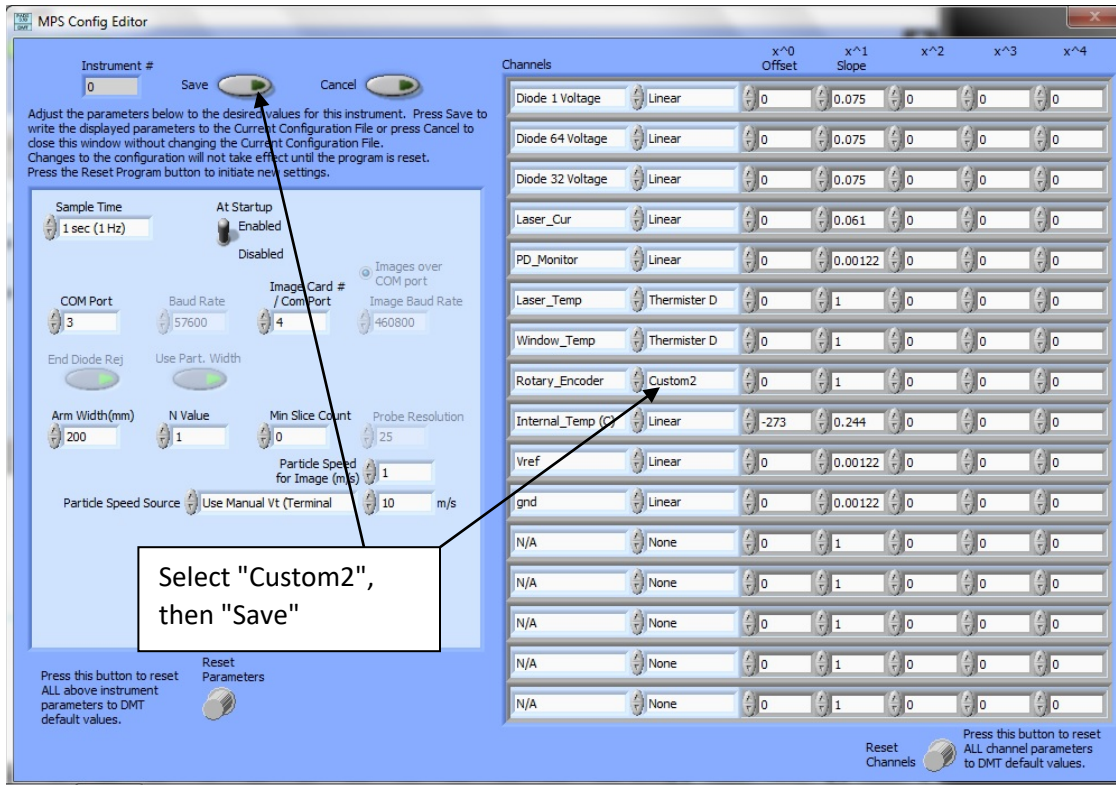 MPS Config Editor
Instrument #
0
Save
Cancel
Adjust the parameters below to the desired values for this instrument. Press Save to
write the displayed parameters to the Current Configuration File or press Cancel to
close this window without changing the Current Configuration File.
Changes to the configuration will not take effect until the program is reset.
Press the Reset Program button to initiate new settings.
Sample Time
1 sec (1 Hz)
At Startup
Enabled
Disabled
Images over
COM port
COM Port
3
Baud Rate
57600
Image Card #
/ Com Port
4
Image Baud Rate
460800
End Diode Rej
Use Part. Width
Arm Width(mm)
200
N Value
1
Min Slice Count
0
Probe Resolution
25
Particle Speed
for Image (m/s)
1
Particle Speed Source
Use Manual Vt (Terminal
10
m/s
Select "Custom2",
then "Save"
Press this button to reset
ALL above instrument
parameters to DMT
default values.
Reset
Parameters
Channels
x^0
Offset
x^1
Slope
x^2
x^3
x^4
Diode 1 Voltage Linear 0 0.075 0 0 0
Diode 64 Voltage Linear 0 0.075 0 0 0
Diode 32 Voltage Linear 0 0.075 0 0 0
Laser_Cur Linear 0 0.061 0 0 0
PD_Monitor Linear 0 0.00122 0 0 0
Laser_Temp Thermister D 0 1 0 0 0
Window_Temp Thermister D 0 1 0 0 0
Rotary_Encoder Custom2 0 1 0 0 0
Internal_Temp (C) Linear -273 0.244 0 0 0
Vref Linear 0 0.00122 0 0 0
gnd Linear 0 0.00122 0 0 0
N/A None 0 1 0 0 0
N/A None 0 1 0 0 0
N/A None 0 1 0 0 0
N/A None 0 1 0 0 0
N/A None 0 1 0 0 0
Reset
Channels
Press this button to reset
ALL channel parameters
to DMT default values.